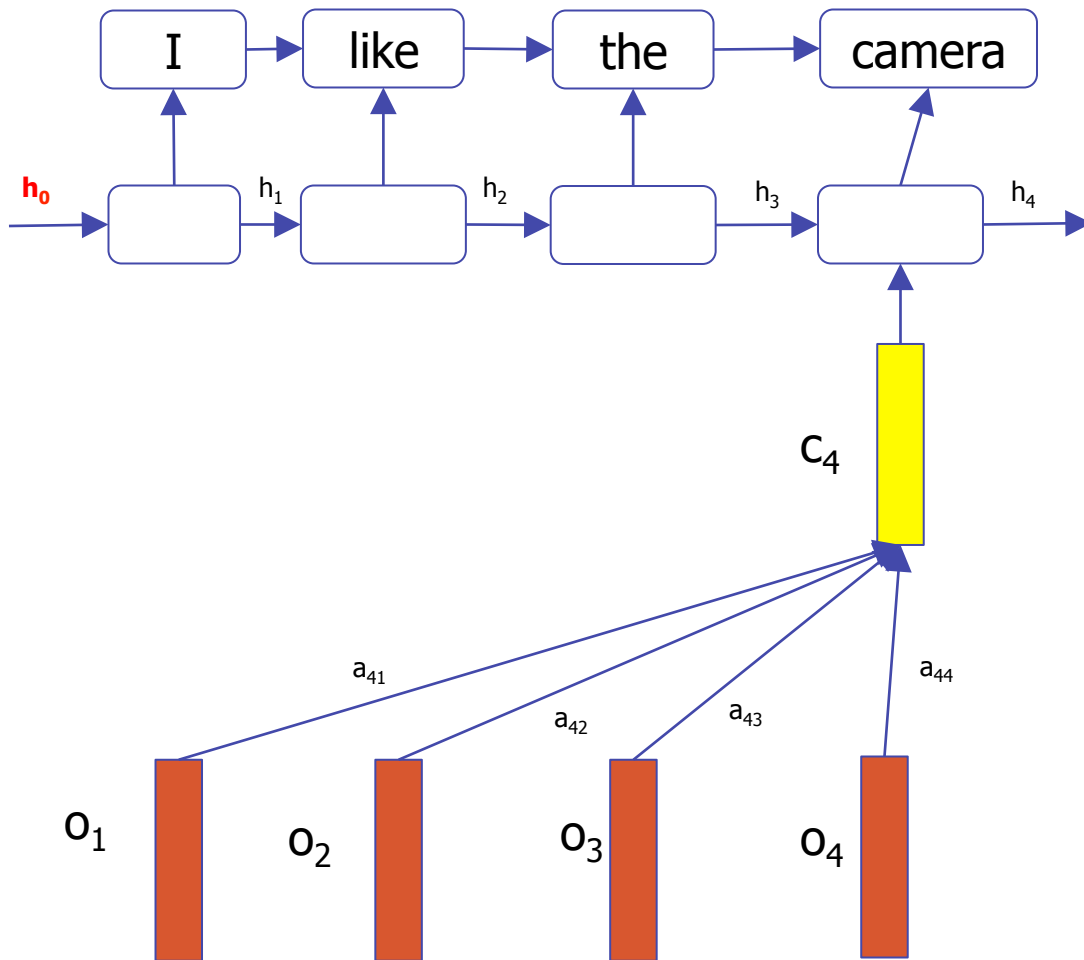 I like the camera
h₀ h₁ h₂ h₃ h₄
c₄
a₄₁ a₄₂ a₄₃ a₄₄
o₁ o₂ o₃ o₄